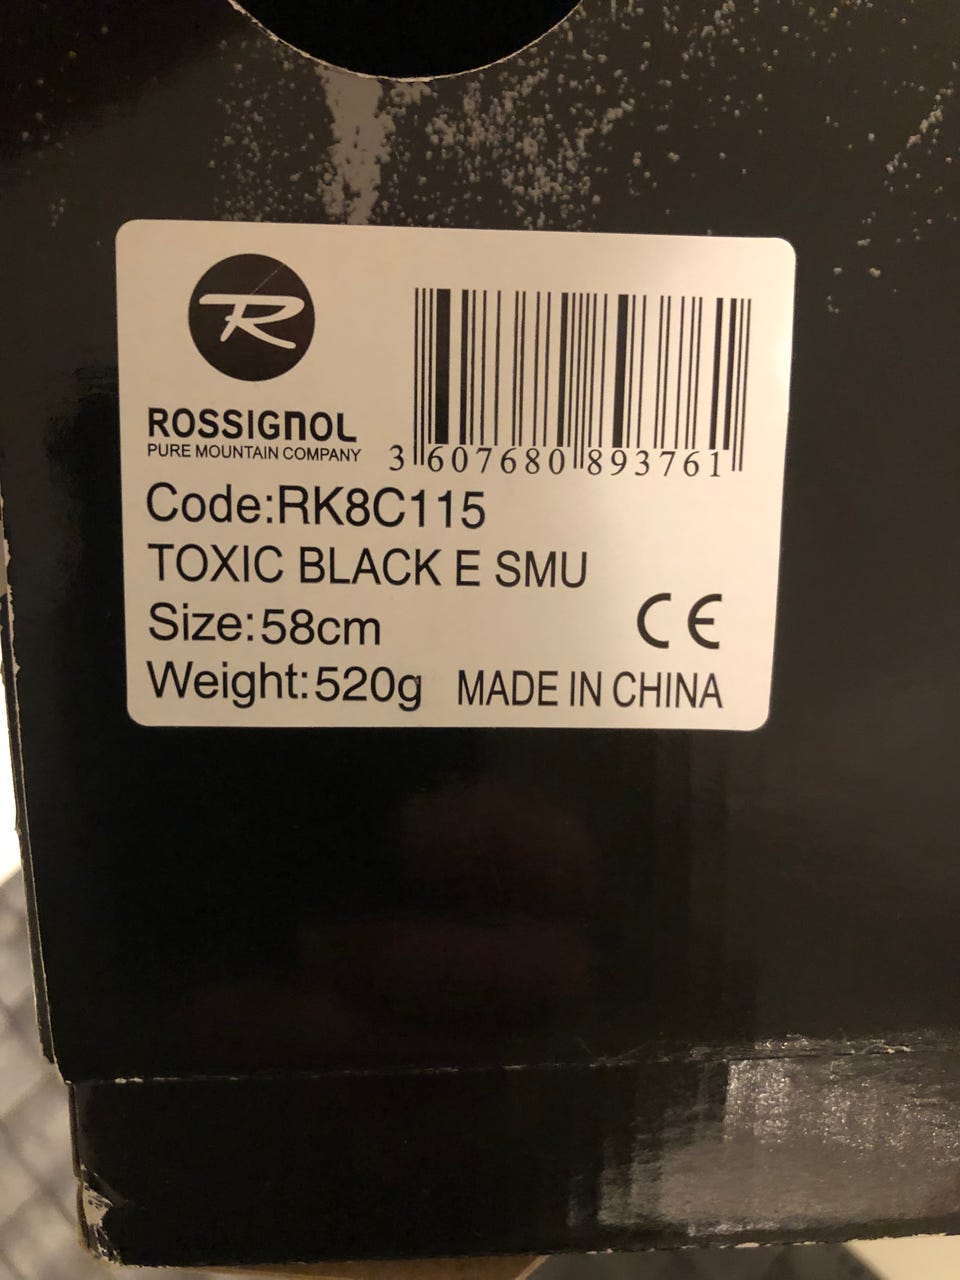 R
ROSSIGNOL
PURE MOUNTAIN COMPANY
3 607680 893761
Code:RK8C115
TOXIC BLACK E SMU
Size:58cm
CE
Weight:520g MADE IN CHINA